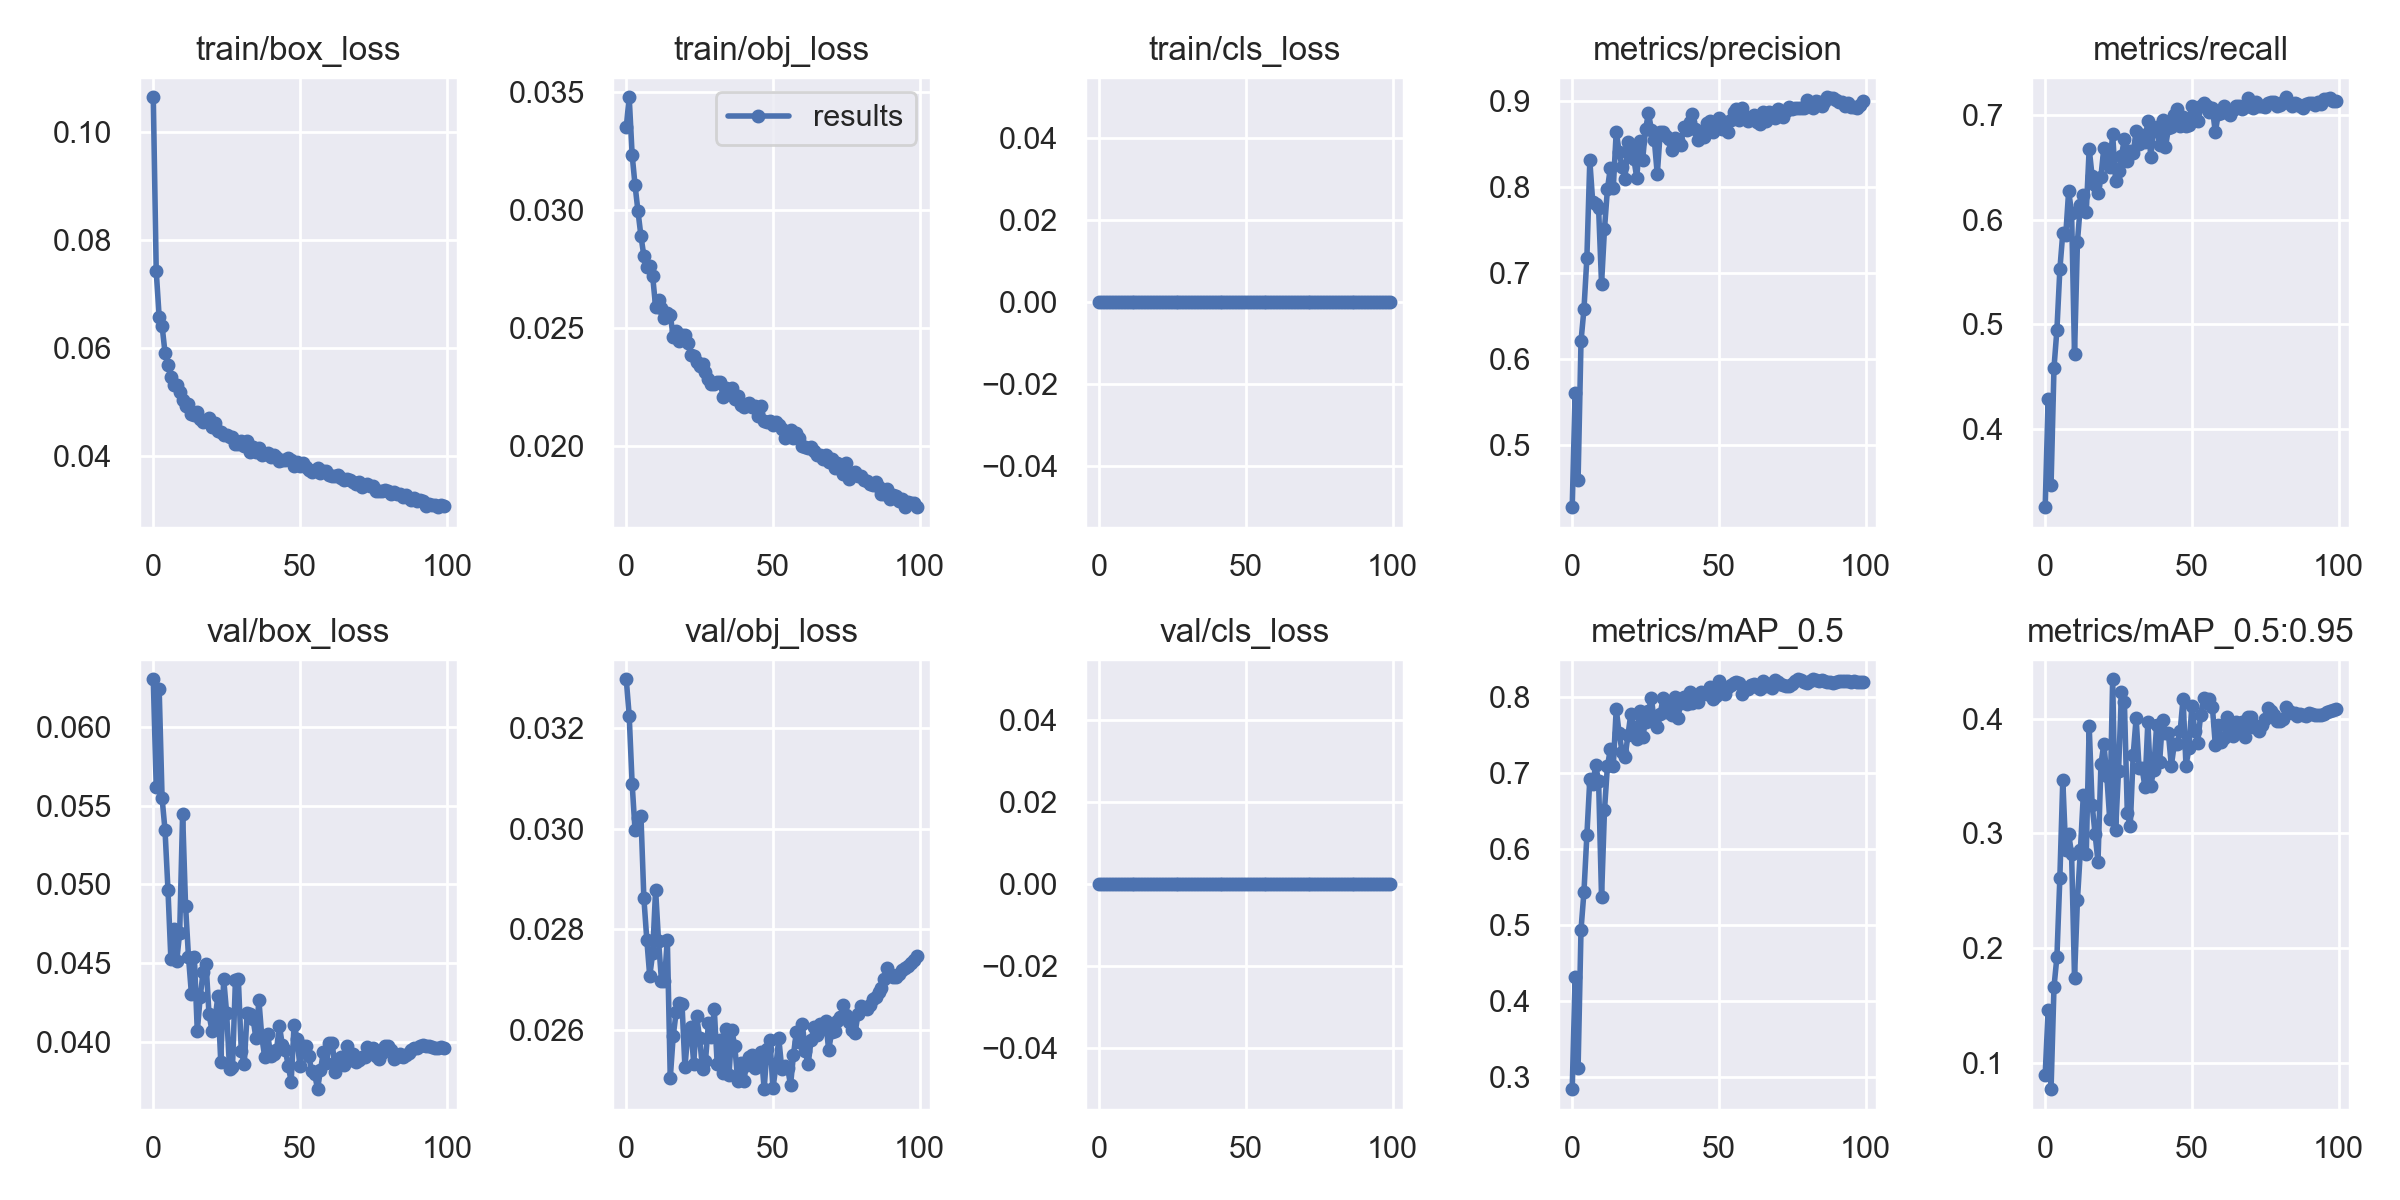 train/box_loss
0.10
0.08
0.06
0.04
0 50 100
train/obj_loss
results
0.035
0.030
0.025
0.020
0 50 100
train/cls_loss
0.04
0.02
0.00
−0.02
−0.04
0 50 100
metrics/precision
0.9
0.8
0.7
0.6
0.5
0 50 100
metrics/recall
0.7
0.6
0.5
0.4
0 50 100
val/box_loss
0.060
0.055
0.050
0.045
0.040
0 50 100
val/obj_loss
0.032
0.030
0.028
0.026
0 50 100
val/cls_loss
0.04
0.02
0.00
−0.02
−0.04
0 50 100
metrics/mAP_0.5
0.8
0.7
0.6
0.5
0.4
0.3
0 50 100
metrics/mAP_0.5:0.95
0.4
0.3
0.2
0.1
0 50 100